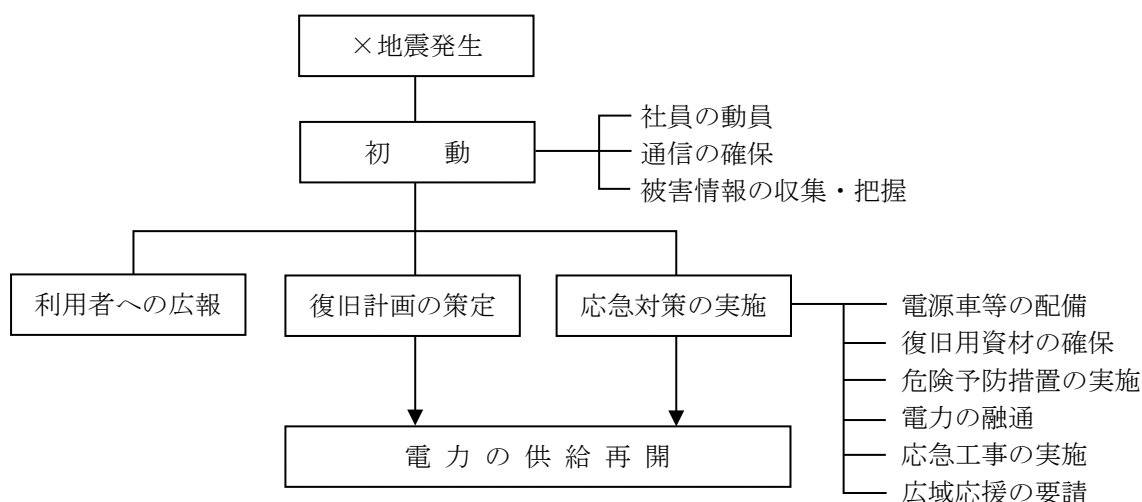 ×地震発生
初　動
社員の動員
通信の確保
被害情報の収集・把握
利用者への広報
復旧計画の策定
応急対策の実施
電源車等の配備
復旧用資材の確保
危険予防措置の実施
電力の融通
応急工事の実施
広域応援の要請
電 力 の 供 給 再 開